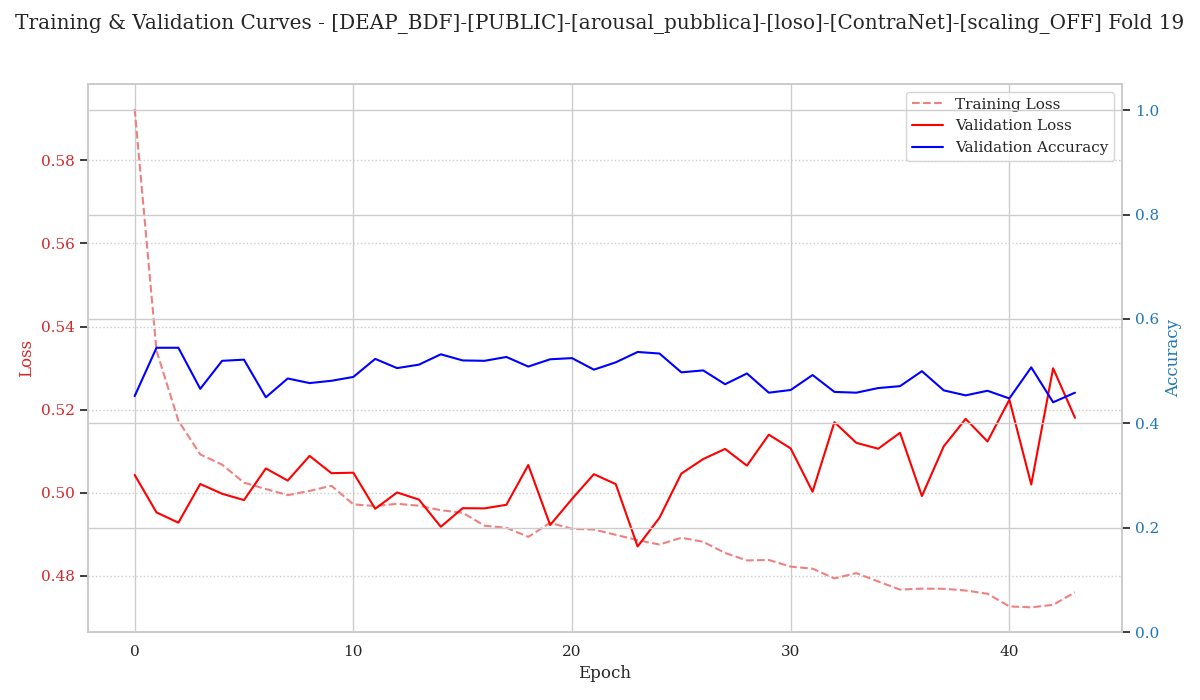 Training & Validation Curves - [DEAP_BDF]-[PUBLIC]-[arousal_pubblica]-[loso]-[ContraNet]-[scaling_OFF] Fold 19
Training Loss
Validation Loss
Validation Accuracy
Loss
0.58
0.56
0.54
0.52
0.50
0.48
1.0
0.8
0.6
0.4
0.2
0.0
Accuracy
0 10 20 30 40
Epoch